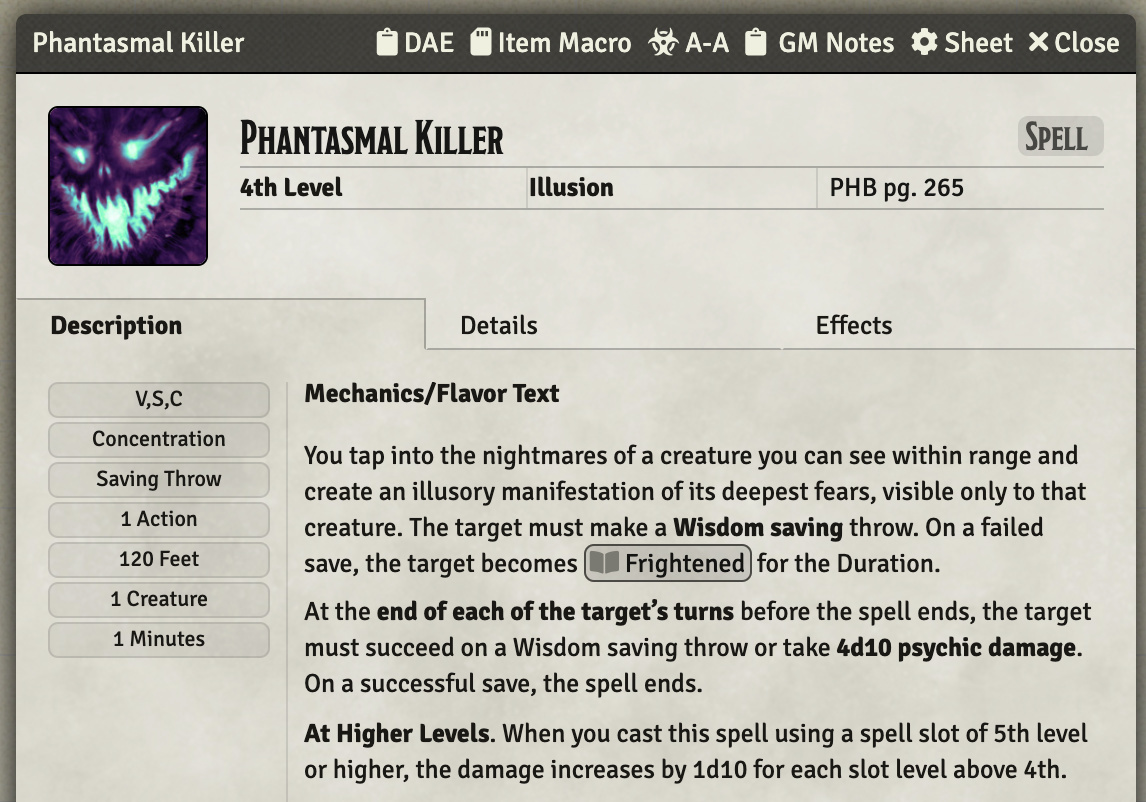 Phantasmal Killer DAE Item Macro A-A GM Notes Sheet Close
Phantasmal Killer Spell
4th Level Illusion PHB pg. 265
Description Details Effects
V,S,C
Concentration
Saving Throw
1 Action
120 Feet
1 Creature
1 Minutes
Mechanics/Flavor Text
You tap into the nightmares of a creature you can see within range and
create an illusory manifestation of its deepest fears, visible only to that
creature. The target must make a Wisdom saving throw. On a failed
save, the target becomes Frightened for the Duration.
At the end of each of the target's turns before the spell ends, the target
must succeed on a Wisdom saving throw or take 4d10 psychic damage.
On a successful save, the spell ends.
At Higher Levels. When you cast this spell using a spell slot of 5th level
or higher, the damage increases by 1d10 for each slot level above 4th.